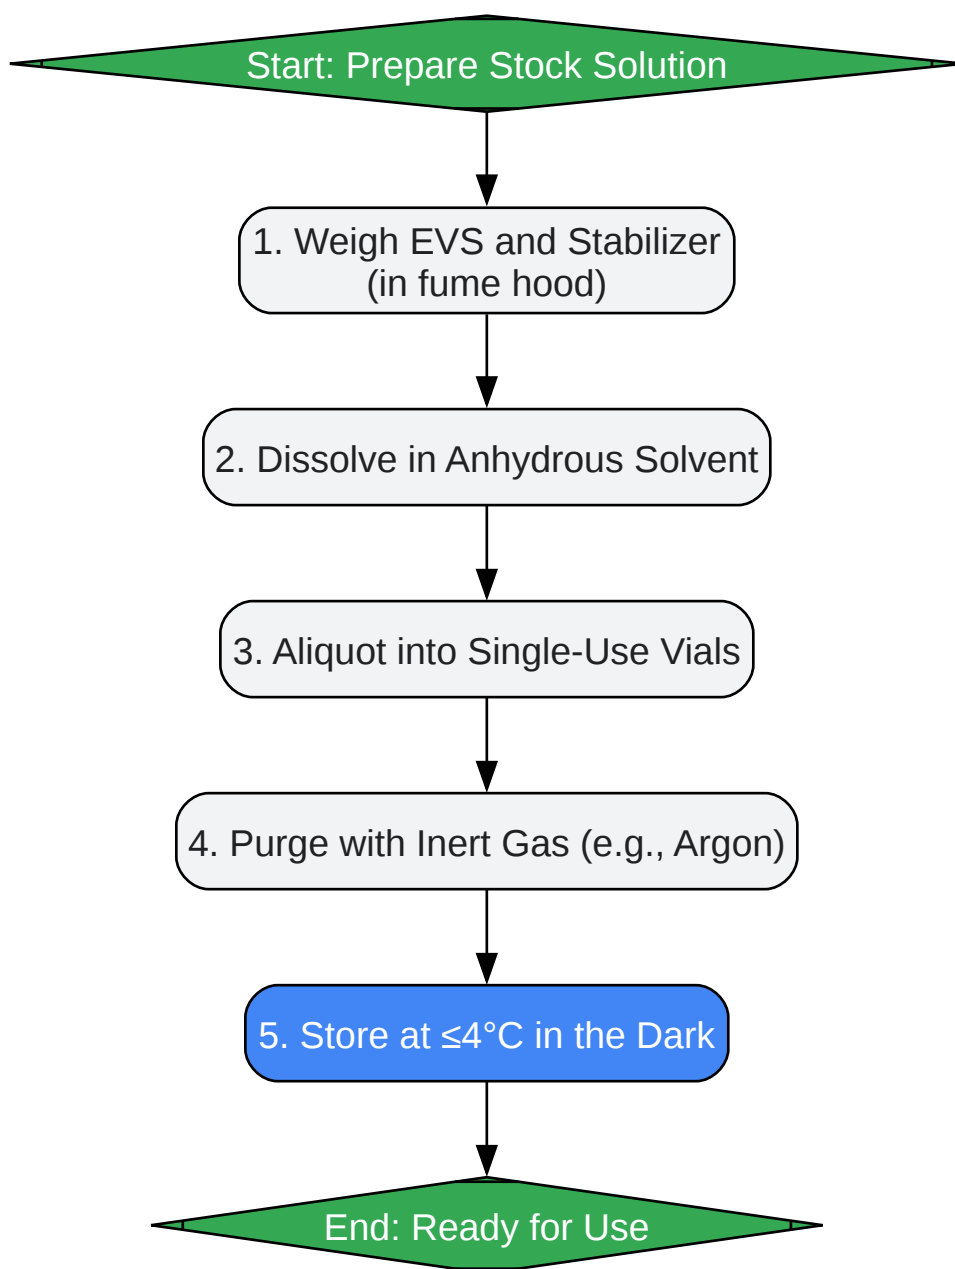 Start: Prepare Stock Solution
1. Weigh EVS and Stabilizer
(in fume hood)
2. Dissolve in Anhydrous Solvent
3. Aliquot into Single-Use Vials
4. Purge with Inert Gas (e.g., Argon)
5. Store at ≤4°C in the Dark
End: Ready for Use